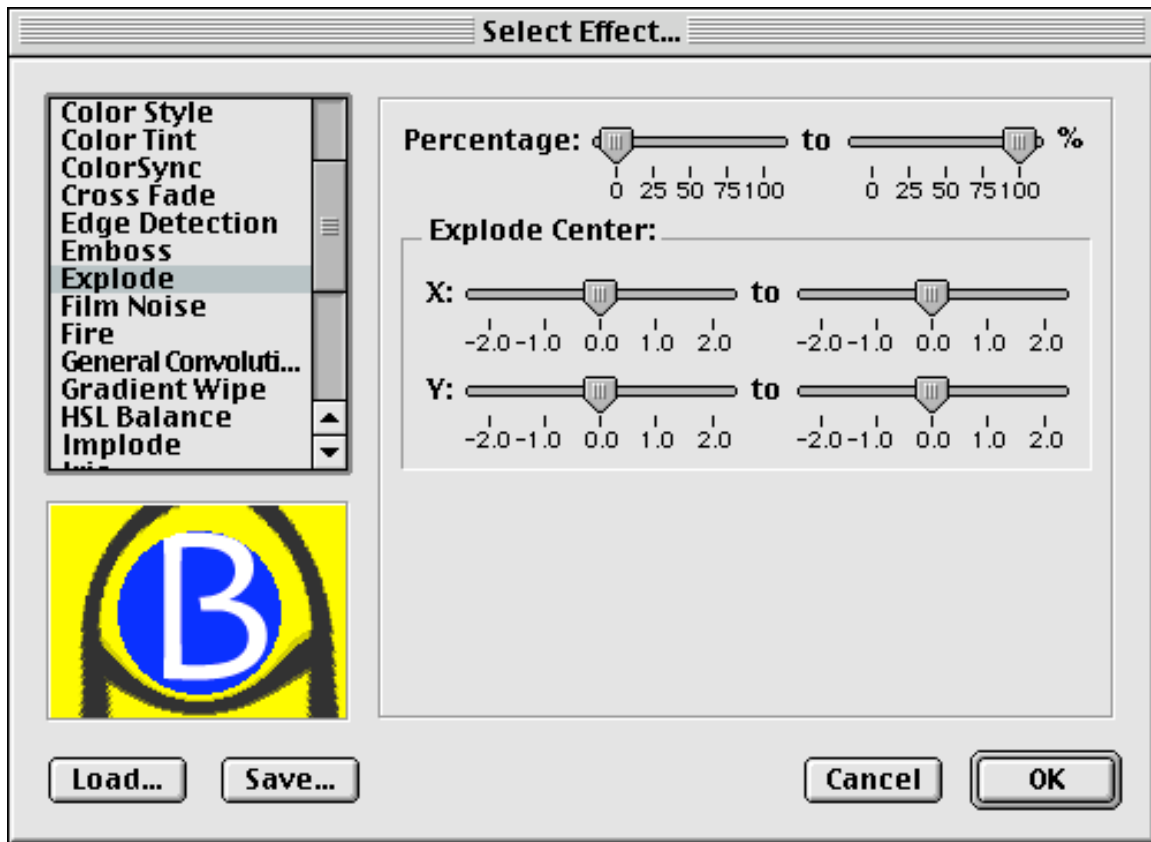 Select Effect...
Color Style
Color Tint
ColorSync
Cross Fade
Edge Detection
Emboss
Explode
Film Noise
Fire
General Convoluti...
Gradient Wipe
HSL Balance
Implode
Percentage: to %
0 25 50 75 100 0 25 50 75 100
Explode Center:
X: to
-2.0 -1.0 0.0 1.0 2.0 -2.0 -1.0 0.0 1.0 2.0
Y: to
-2.0 -1.0 0.0 1.0 2.0 -2.0 -1.0 0.0 1.0 2.0
A
B
Load... Save... Cancel OK